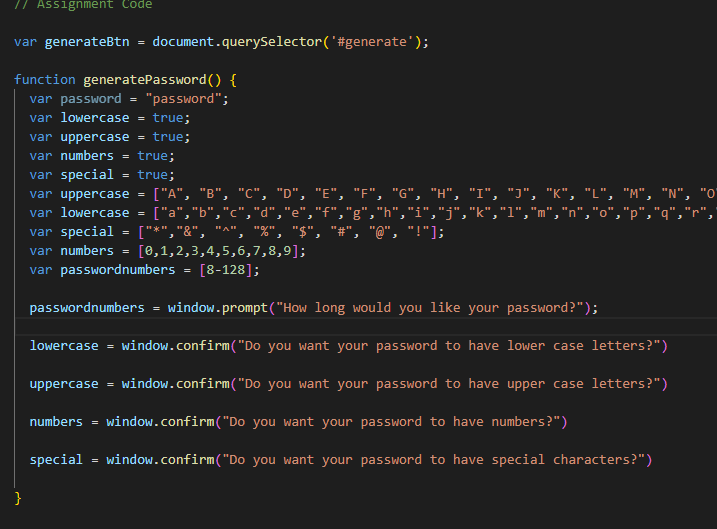 // Assignment Code
var generateBtn = document.querySelector('#generate');
function generatePassword() {
var password = "password";
var lowercase = true;
var uppercase = true;
var numbers = true;
var special = true;
var uppercase = ["A", "B", "C", "D", "E", "F", "G", "H", "I", "J", "K", "L", "M", "N", "O
var lowercase = ["a","b","c","d","e","f","g","h","i","j","k","l","m","n","o","p","q","r",
var special = ["*","&", "^", "%", "$", "#", "@", "!"];
var numbers = [0,1,2,3,4,5,6,7,8,9];
var passwordnumbers = [8-128];
passwordnumbers = window.prompt("How long would you like your password?");
lowercase = window.confirm("Do you want your password to have lower case letters?")
uppercase = window.confirm("Do you want your password to have upper case letters?")
numbers = window.confirm("Do you want your password to have numbers?")
special = window.confirm("Do you want your password to have special characters?")
}